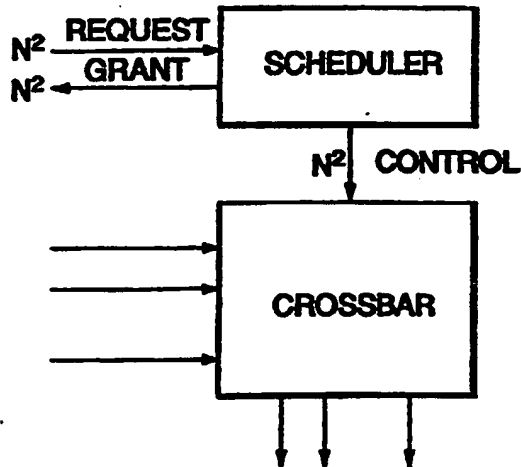 N² REQUEST
N² GRANT
SCHEDULER
N² CONTROL
CROSSBAR